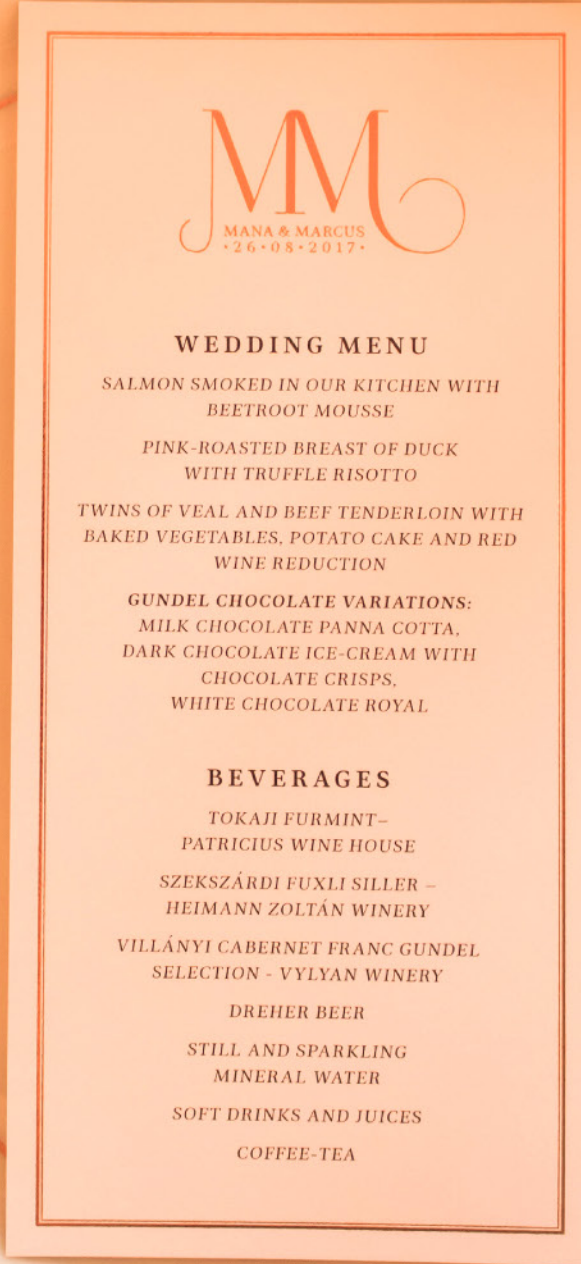 MM
MANA & MARCUS
·26·08·2017·
WEDDING MENU
SALMON SMOKED IN OUR KITCHEN WITH
BEETROOT MOUSSE
PINK-ROASTED BREAST OF DUCK
WITH TRUFFLE RISOTTO
TWINS OF VEAL AND BEEF TENDERLOIN WITH
BAKED VEGETABLES, POTATO CAKE AND RED
WINE REDUCTION
GUNDEL CHOCOLATE VARIATIONS:
MILK CHOCOLATE PANNA COTTA,
DARK CHOCOLATE ICE-CREAM WITH
CHOCOLATE CRISPS,
WHITE CHOCOLATE ROYAL
BEVERAGES
TOKAJI FURMINT–
PATRICIUS WINE HOUSE
SZEKSZÁRDI FUXLI SILLER –
HEIMANN ZOLTÁN WINERY
VILLÁNYI CABERNET FRANC GUNDEL
SELECTION - VYLYAN WINERY
DREHER BEER
STILL AND SPARKLING
MINERAL WATER
SOFT DRINKS AND JUICES
COFFEE-TEA